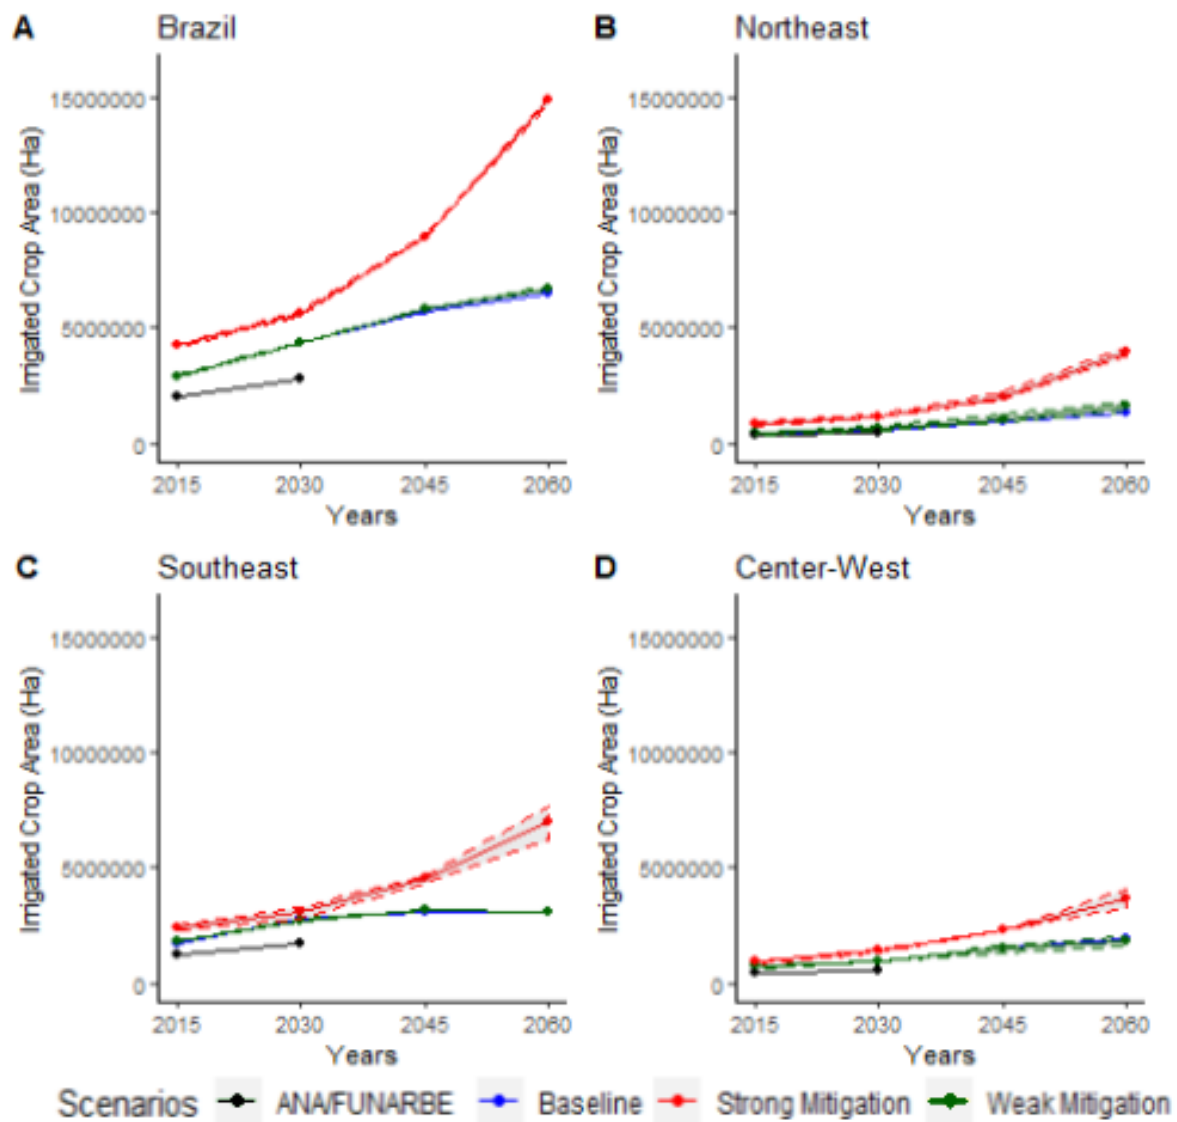 A Brazil
Irrigated Crop Area (Ha)
15000000
10000000
5000000
0
2015 2030 2045 2060
Years
B Northeast
Irrigated Crop Area (Ha)
15000000
10000000
5000000
0
2015 2030 2045 2060
Years
C Southeast
Irrigated Crop Area (Ha)
15000000
10000000
5000000
0
2015 2030 2045 2060
Years
D Center-West
Irrigated Crop Area (Ha)
15000000
10000000
5000000
0
2015 2030 2045 2060
Years
Scenarios ANA/FUNARBE Baseline Strong Mitigation Weak Mitigation